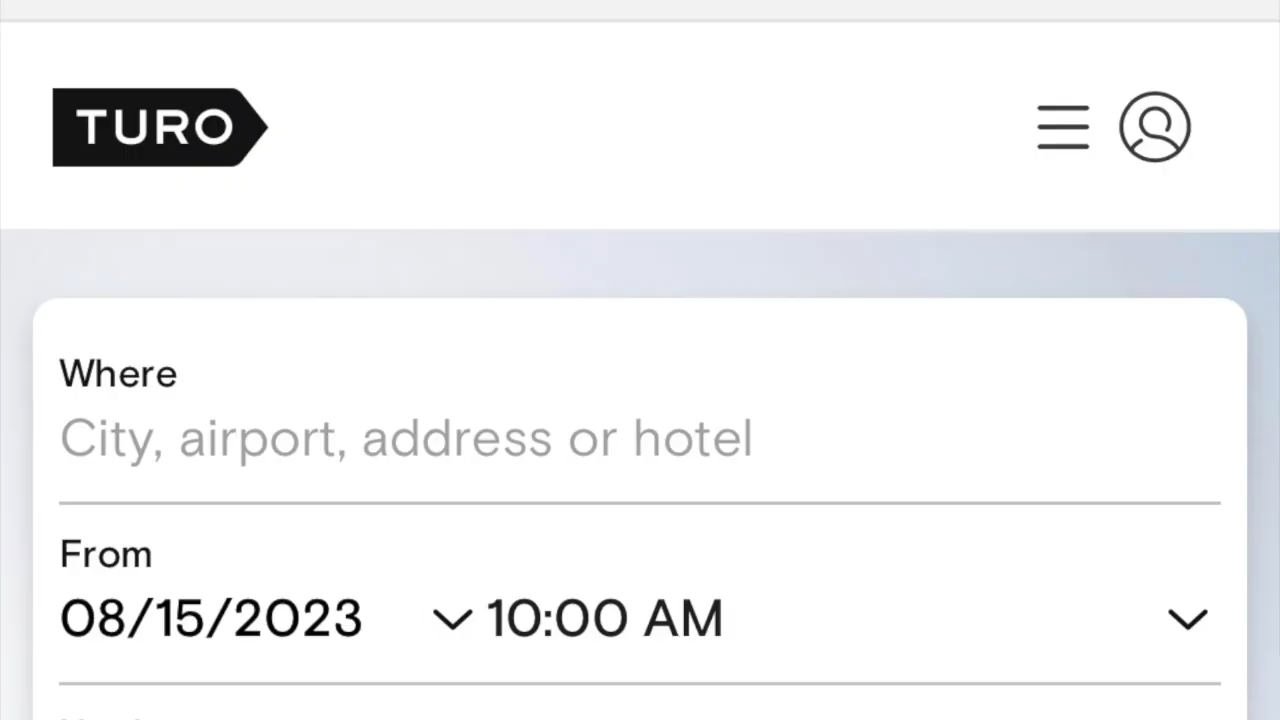 TURO
Where
City, airport, address or hotel
From
08/15/2023 10:00 AM